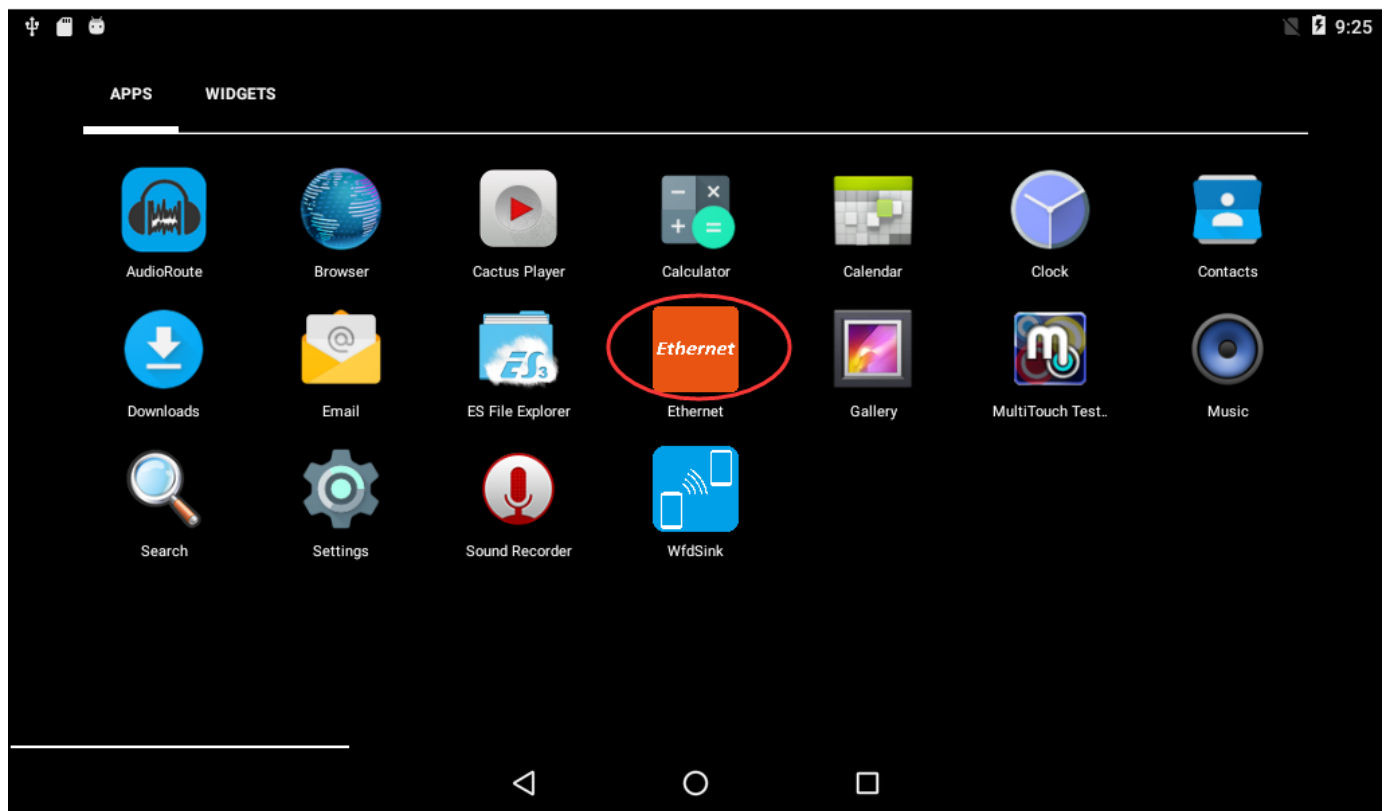 9:25
APPS WIDGETS
AudioRoute Browser Cactus Player Calculator Calendar Clock Contacts
@
ES3
Ethernet
Downloads Email ES File Explorer Ethernet Gallery MultiTouch Test.. Music
Search Settings Sound Recorder WfdSink